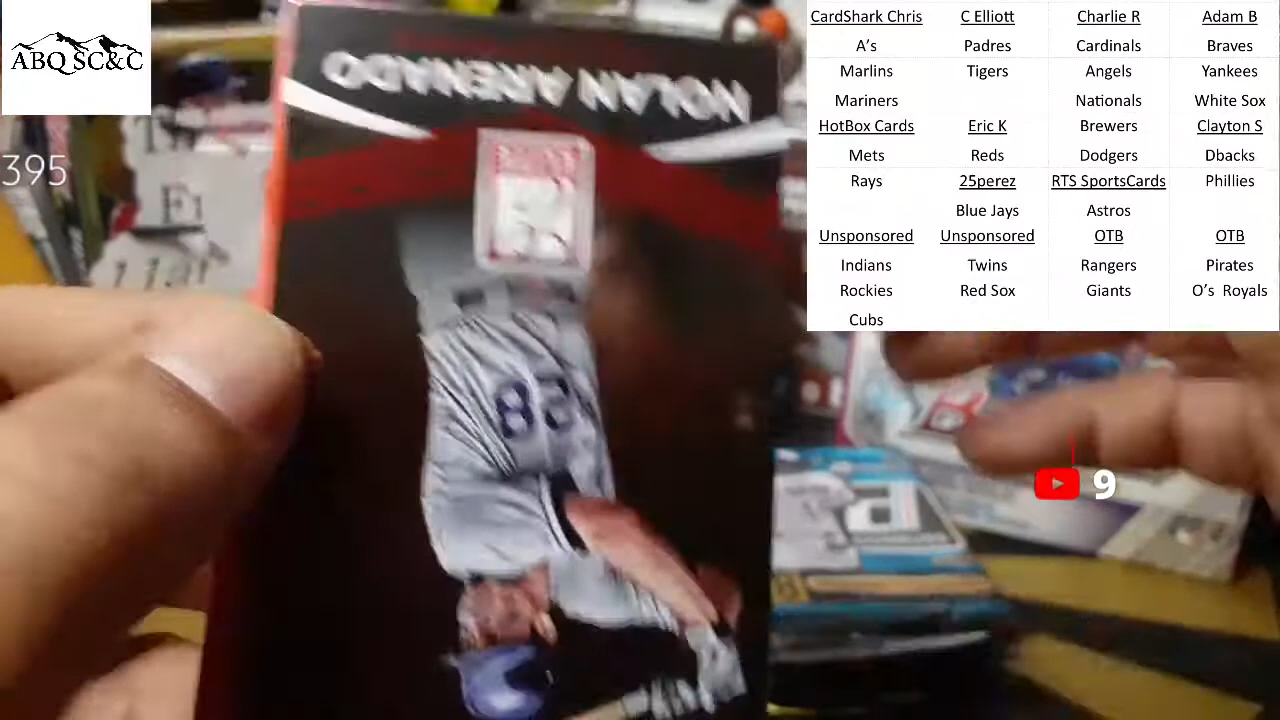 ABQ SC&C
395
CardShark Chris C Elliott Charlie R Adam B
A's Padres Cardinals Braves
Marlins Tigers Angels Yankees
Mariners Nationals White Sox
HotBox Cards Eric K Brewers Clayton S
Mets Reds Dodgers Dbacks
Rays 25perez RTS SportsCards Phillies
Blue Jays Astros
Unsponsored Unsponsored OTB OTB
Indians Twins Rangers Pirates
Rockies Red Sox Giants O's Royals
Cubs
NOLAN ARENADO
28
9